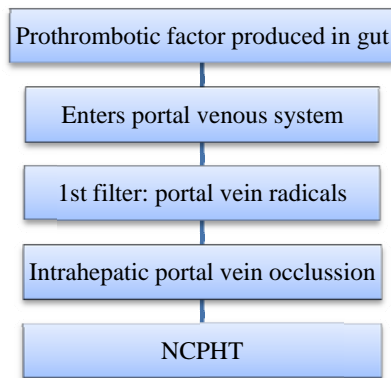 Prothrombotic factor produced in gut
Enters portal venous system
1st filter: portal vein radicals
Intrahepatic portal vein occlussion
NCPHT